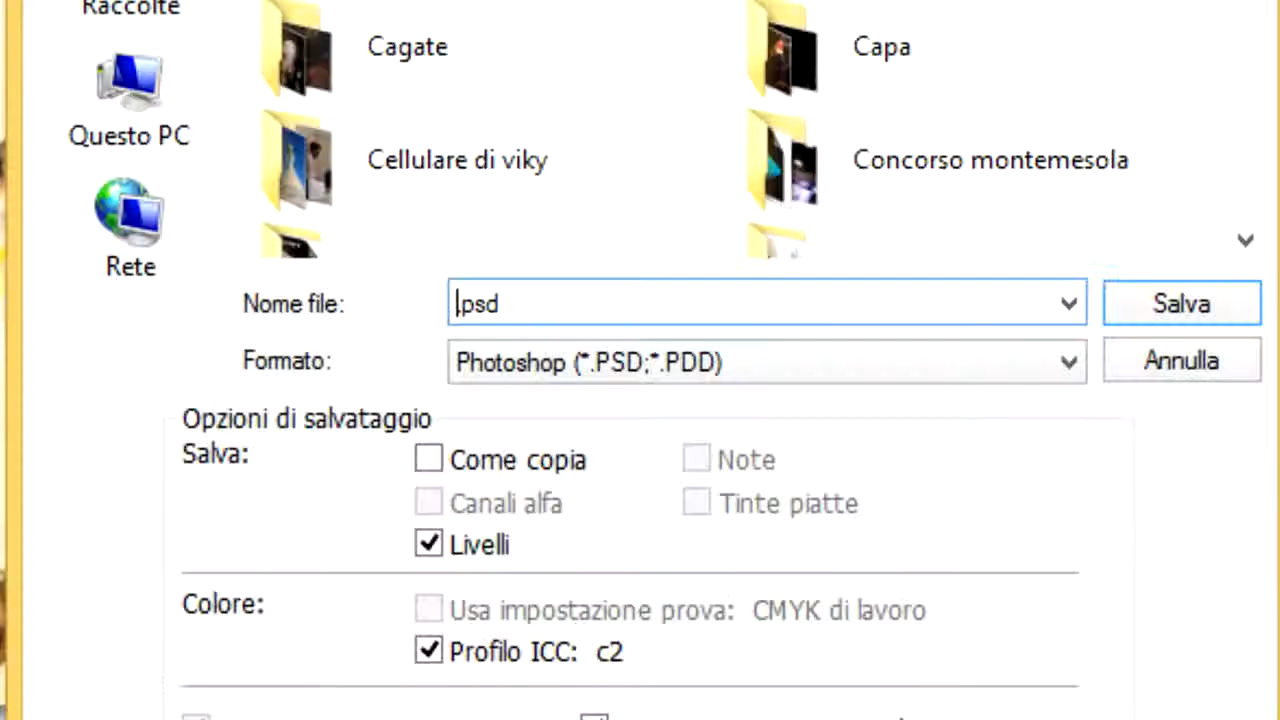 Raccolte
Cagate
Capa
Questo PC
Cellulare di viky
Concorso montemesola
Rete
Nome file:
.psd
Salva
Formato:
Photoshop (*.PSD;*.PDD)
Annulla
Opzioni di salvataggio
Salva:
Come copia
Note
Canali alfa
Tinte piatte
Livelli
Colore:
Usa impostazione prova: CMYK di lavoro
Profilo ICC: c2